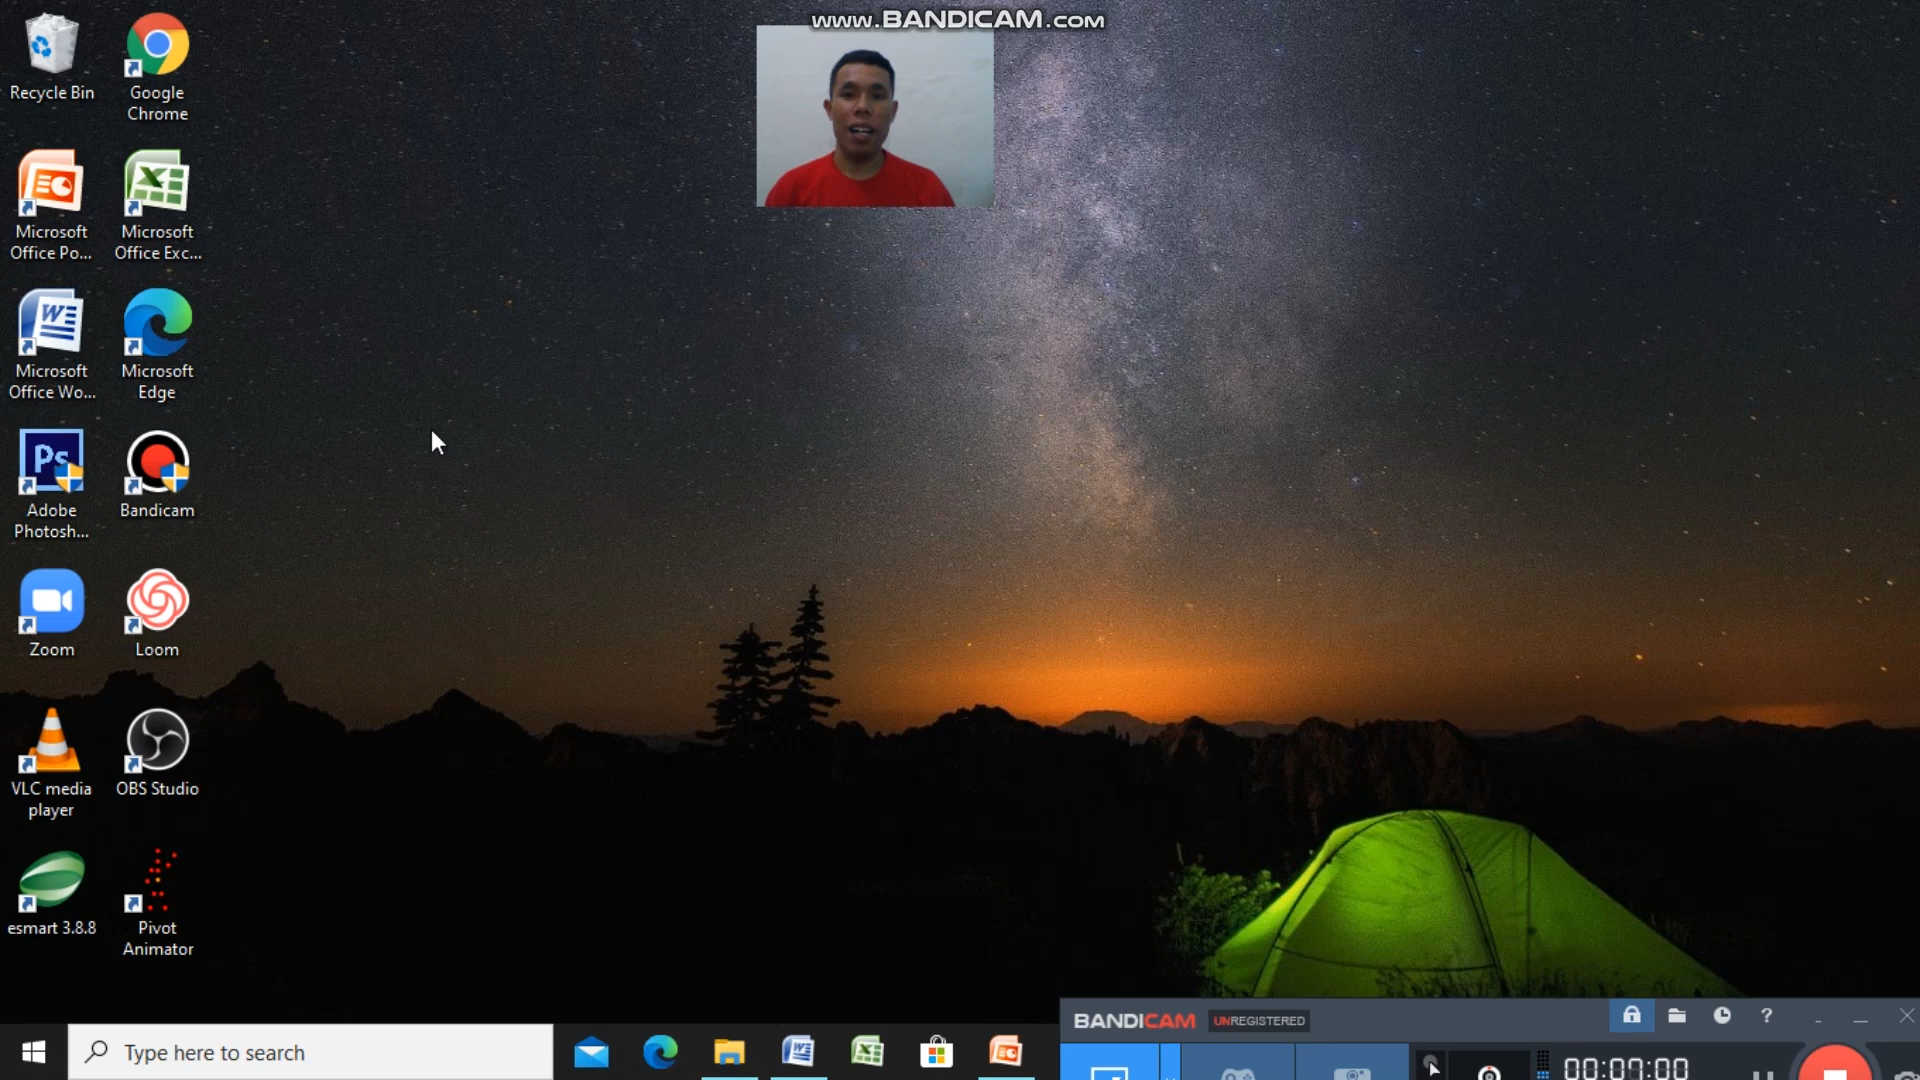 www.BANDICAM.com
Recycle Bin
Google
Chrome
Microsoft
Office Po...
Microsoft
Office Exc...
Microsoft
Office Wo...
Microsoft
Edge
Ps
Adobe
Photosh...
Bandicam
Zoom
Loom
VLC media
player
OBS Studio
esmart 3.8.8
Pivot
Animator
BANDICAM UNREGISTERED
?
Type here to search
00:00:00